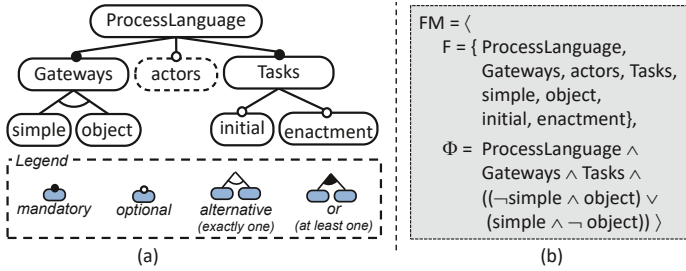 ProcessLanguage
Gateways
actors
Tasks
simple
object
initial
enactment
Legend
mandatory
optional
alternative
(exactly one)
or
(at least one)
(a)
FM = ⟨
F = { ProcessLanguage,
Gateways, actors, Tasks,
simple, object,
initial, enactment},
Φ = ProcessLanguage ∧
Gateways ∧ Tasks ∧
((¬simple ∧ object) ∨
(simple ∧ ¬ object)) ⟩
(b)